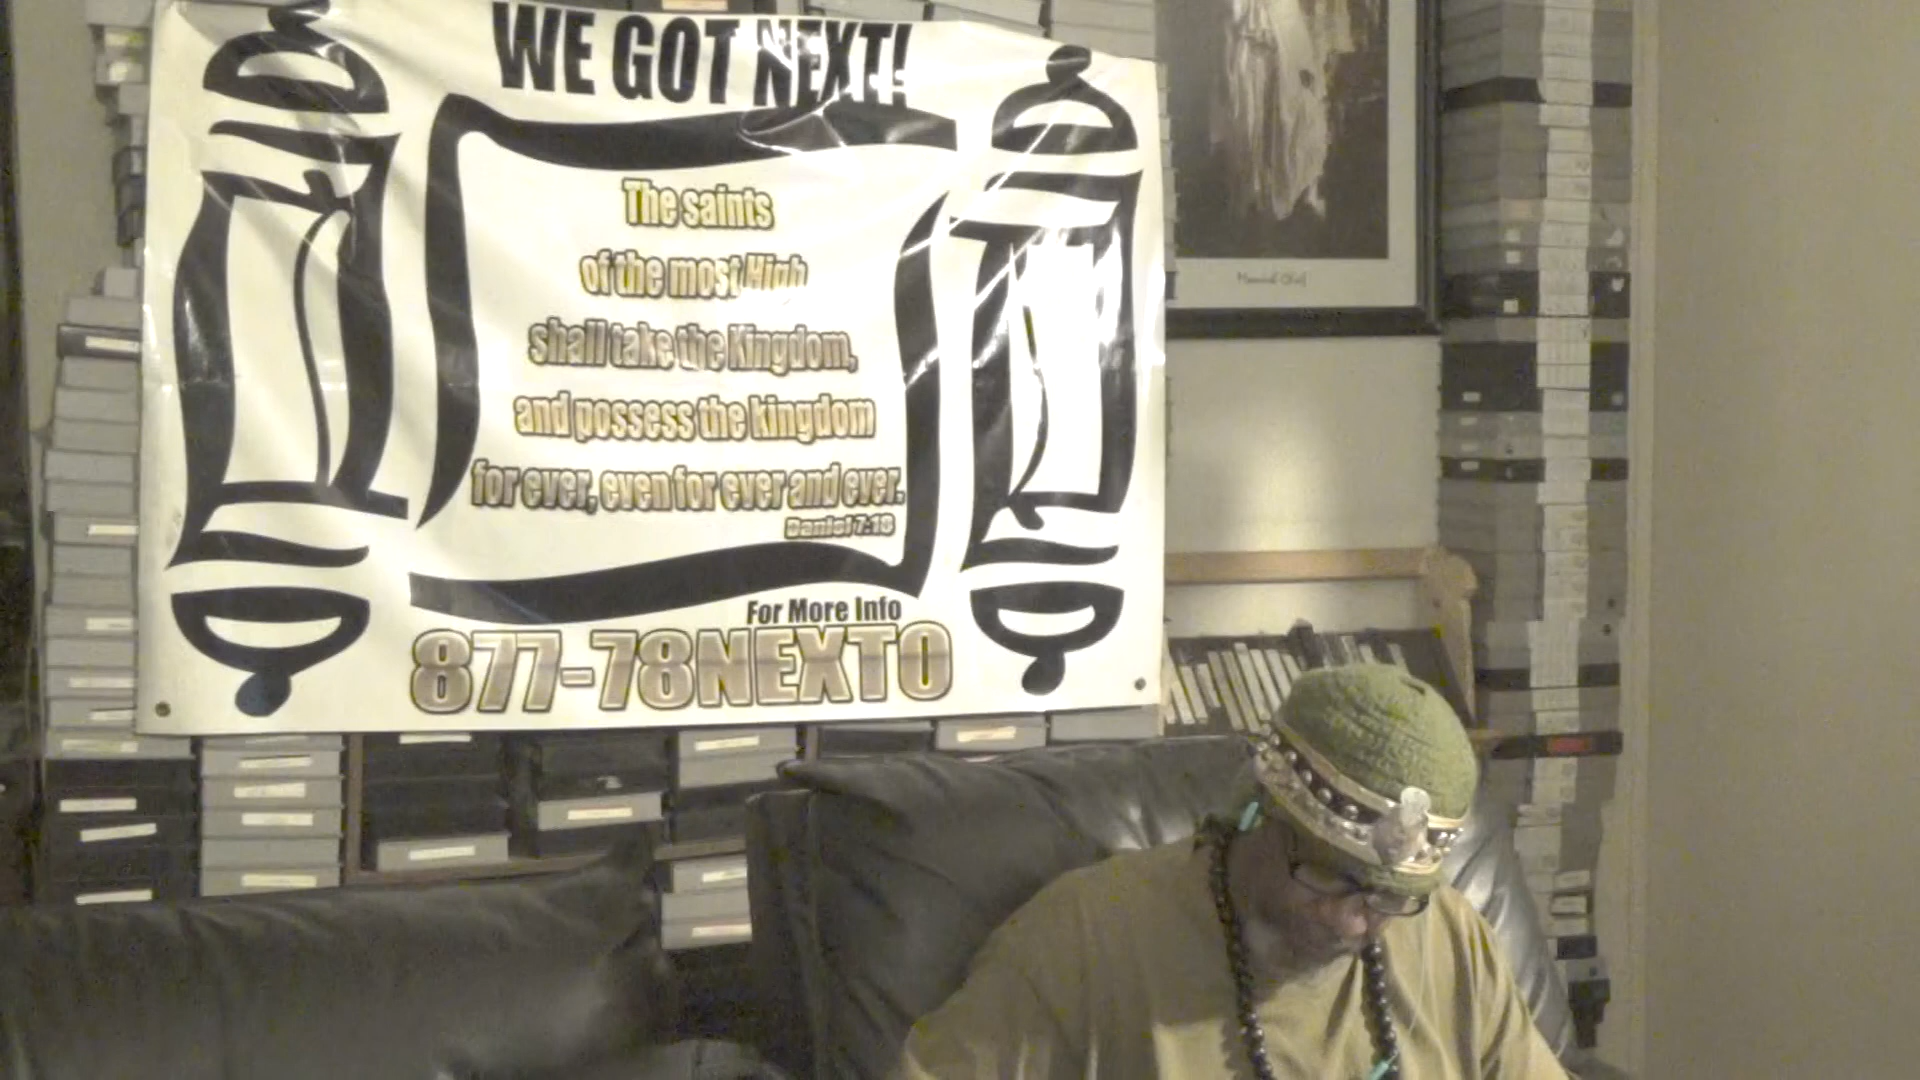 WE GOT NEXT!
The saints
of the most High
shall take the Kingdom,
and possess the kingdom
for ever, even for ever and ever.
Daniel 7:18
For More Info
877-78NEXT0